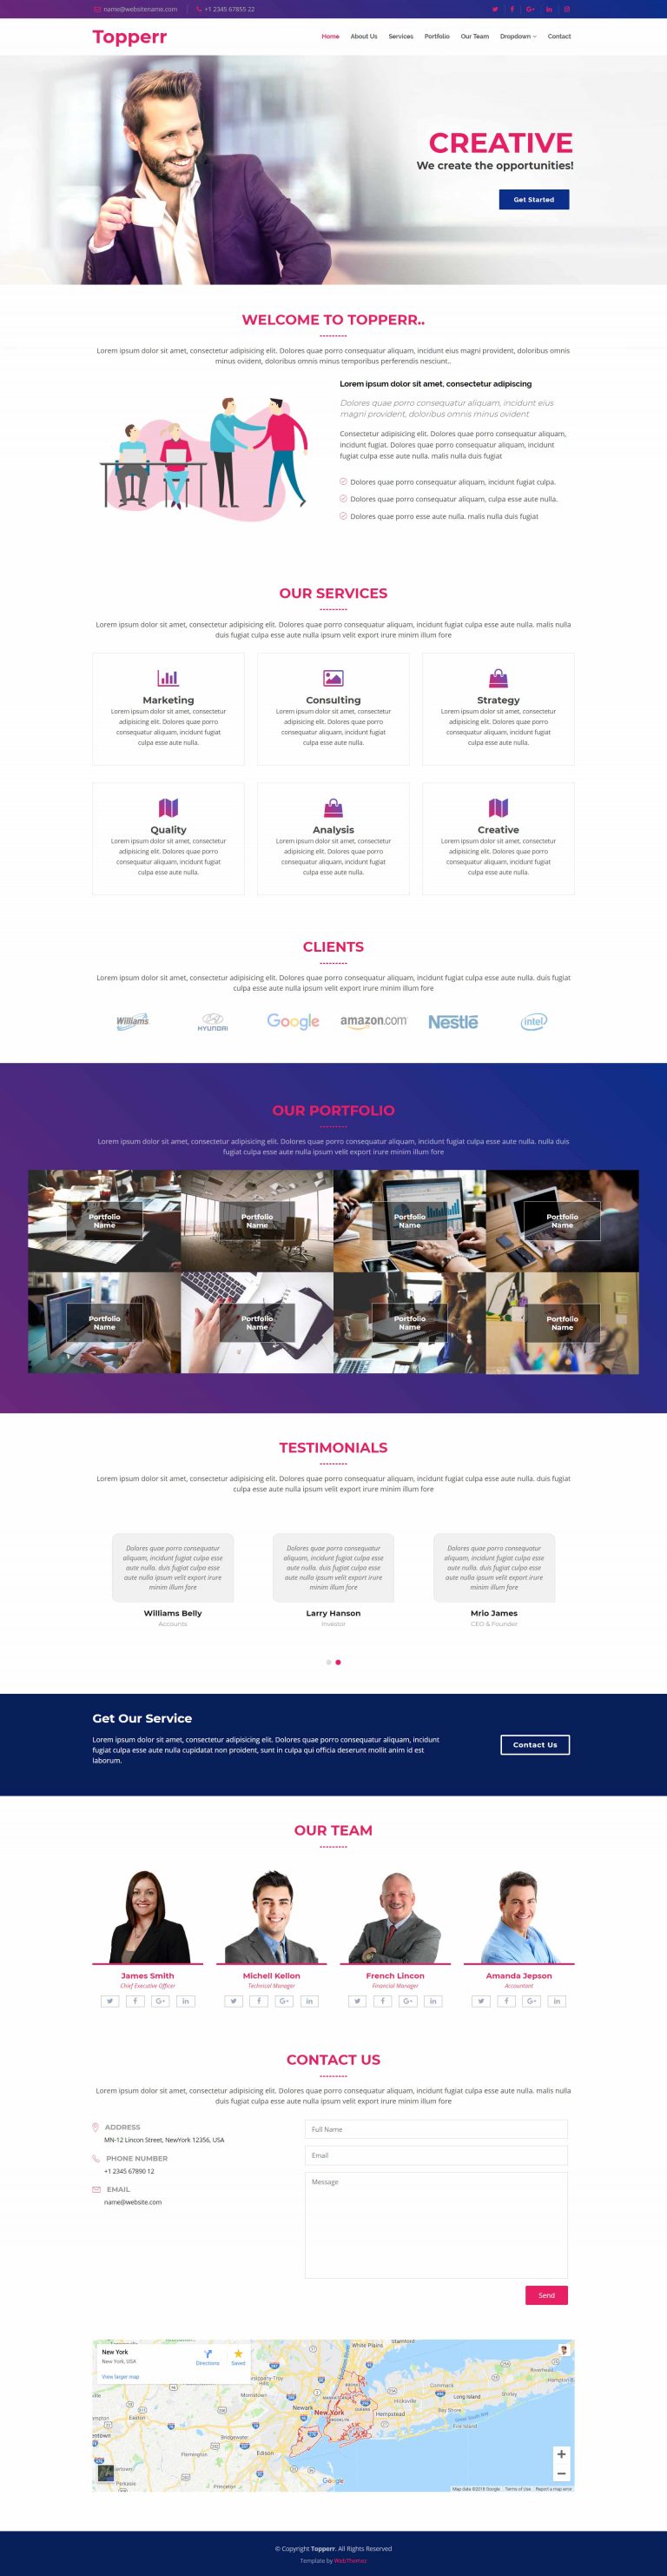 name@websitename.com
+1 2345 67855 22
Topperr
Home About Us Services Portfolio Our Team Dropdown Contact
CREATIVE
We create the opportunities!
Get Started
WELCOME TO TOPPERR..
Lorem ipsum dolor sit amet, consectetur adipisicing elit. Dolores quae porro consequatur aliquam, incidunt eius magni provident, doloribus omnis
minus ovident, doloribus omnis minus temporibus perferendis nesciunt..
Lorem ipsum dolor sit amet, consectetur adipiscing
Dolores quae porro consequatur aliquam, incidunt eius
magni provident, doloribus omnis minus ovident
Consectetur adipisicing elit. Dolores quae porro consequatur aliquam,
incidunt fugiat. Dolores quae porro consequatur aliquam, incidunt
fugiat culpa esse aute nulla. malis nulla duis fugiat
Dolores quae porro consequatur aliquam, incidunt fugiat culpa.
Dolores quae porro consequatur aliquam, culpa esse aute nulla.
Dolores quae porro esse aute nulla. malis nulla duis fugiat
OUR SERVICES
Lorem ipsum dolor sit amet, consectetur adipisicing elit. Dolores quae porro consequatur aliquam, incidunt fugiat culpa esse aute nulla. malis nulla
duis fugiat culpa esse aute nulla ipsum velit export irure minim illum fore
Marketing
Lorem ipsum dolor sit amet, consectetur
adipisicing elit. Dolores quae porro
consequatur aliquam, incidunt fugiat
culpa esse aute nulla.
Consulting
Lorem ipsum dolor sit amet, consectetur
adipisicing elit. Dolores quae porro
consequatur aliquam, incidunt fugiat
culpa esse aute nulla.
Strategy
Lorem ipsum dolor sit amet, consectetur
adipisicing elit. Dolores quae porro
consequatur aliquam, incidunt fugiat
culpa esse aute nulla.
Quality
Lorem ipsum dolor sit amet, consectetur
adipisicing elit. Dolores quae porro
consequatur aliquam, incidunt fugiat
culpa esse aute nulla.
Analysis
Lorem ipsum dolor sit amet, consectetur
adipisicing elit. Dolores quae porro
consequatur aliquam, incidunt fugiat
culpa esse aute nulla.
Creative
Lorem ipsum dolor sit amet, consectetur
adipisicing elit. Dolores quae porro
consequatur aliquam, incidunt fugiat
culpa esse aute nulla.
CLIENTS
Lorem ipsum dolor sit amet, consectetur adipisicing elit. Dolores quae porro consequatur aliquam, incidunt fugiat culpa esse aute nulla. duis fugiat
culpa esse aute nulla ipsum velit export irure minim illum fore
Williams HYUNDAI Google amazon.com Nestlé intel
OUR PORTFOLIO
Lorem ipsum dolor sit amet, consectetur adipisicing elit. Dolores quae porro consequatur aliquam, incidunt fugiat culpa esse aute nulla. nulla duis
fugiat culpa esse aute nulla ipsum velit export irure minim illum fore
Portfolio
Name
Portfolio
Name
Portfolio
Name
Portfolio
Name
Portfolio
Name
Portfolio
Name
Portfolio
Name
Portfolio
Name
TESTIMONIALS
Lorem ipsum dolor sit amet, consectetur adipisicing elit. Dolores quae porro consequatur aliquam, incidunt fugiat culpa esse aute nulla. duis fugiat
culpa esse aute nulla ipsum velit export irure minim illum fore
Dolores quae porro consequatur
aliquam, incidunt fugiat culpa esse
aute nulla. duis fugiat culpa esse
aute nulla ipsum velit export irure
minim illum fore
Williams Belly
Accounts
Dolores quae porro consequatur
aliquam, incidunt fugiat culpa esse
aute nulla. duis fugiat culpa esse
aute nulla ipsum velit export irure
minim illum fore
Larry Hanson
Investor
Dolores quae porro consequatur
aliquam, incidunt fugiat culpa esse
aute nulla. duis fugiat culpa esse
aute nulla ipsum velit export irure
minim illum fore
Mrio James
CEO & Founder
Get Our Service
Lorem ipsum dolor sit amet, consectetur adipisicing elit. Dolores quae porro consequatur aliquam, incidunt
fugiat culpa esse aute nulla cupidatat non proident, sunt in culpa qui officia deserunt mollit anim id est
laborum.
Contact Us
OUR TEAM
James Smith
Chief Executive Officer
Michell Kellon
Technical Manager
French Lincon
Financial Manager
Amanda Jepson
Accountant
CONTACT US
Lorem ipsum dolor sit amet, consectetur adipisicing elit. Dolores quae porro consequatur aliquam, incidunt fugiat culpa esse aute nulla. malis nulla
duis fugiat culpa esse aute nulla ipsum velit export irure minim illum fore
ADDRESS
MN-12 Lincon Street, NewYork 12356, USA
PHONE NUMBER
+1 2345 67890 12
EMAIL
name@website.com
Full Name
Email
Message
Send
New York
New York, USA
View larger map
Directions
Saved
White Plains
Stamford
Riverhead
Hampton B
Commack
Long Island
Shirley
Hicksville
Morristown
Newark
New York
Hempstead
Bay Shore
Fire Island
BROOKLYN
Easton
Bridgewater
Edison
Flemington
Princeton
Perkasie
Google
Map data ©2018 Google Terms of Use Report a map error
© Copyright Topperr. All Rights Reserved
Template by WebThemez